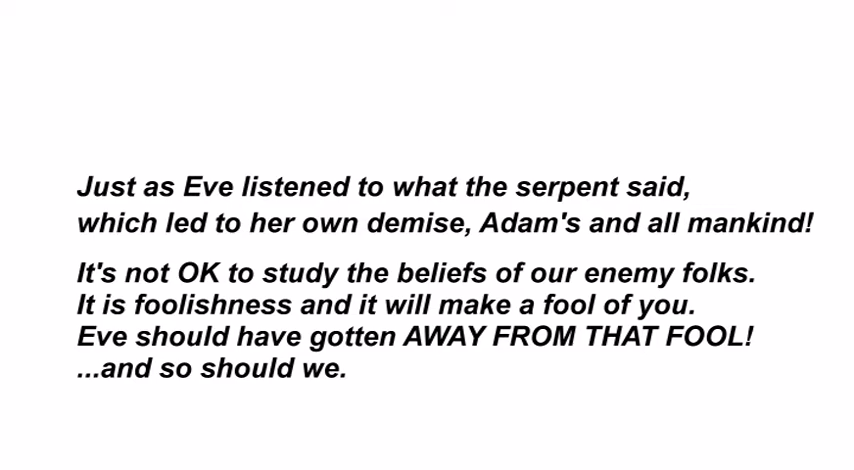 Just as Eve listened to what the serpent said,
which led to her own demise, Adam's and all mankind!
It's not OK to study the beliefs of our enemy folks.
It is foolishness and it will make a fool of you.
Eve should have gotten AWAY FROM THAT FOOL!
...and so should we.